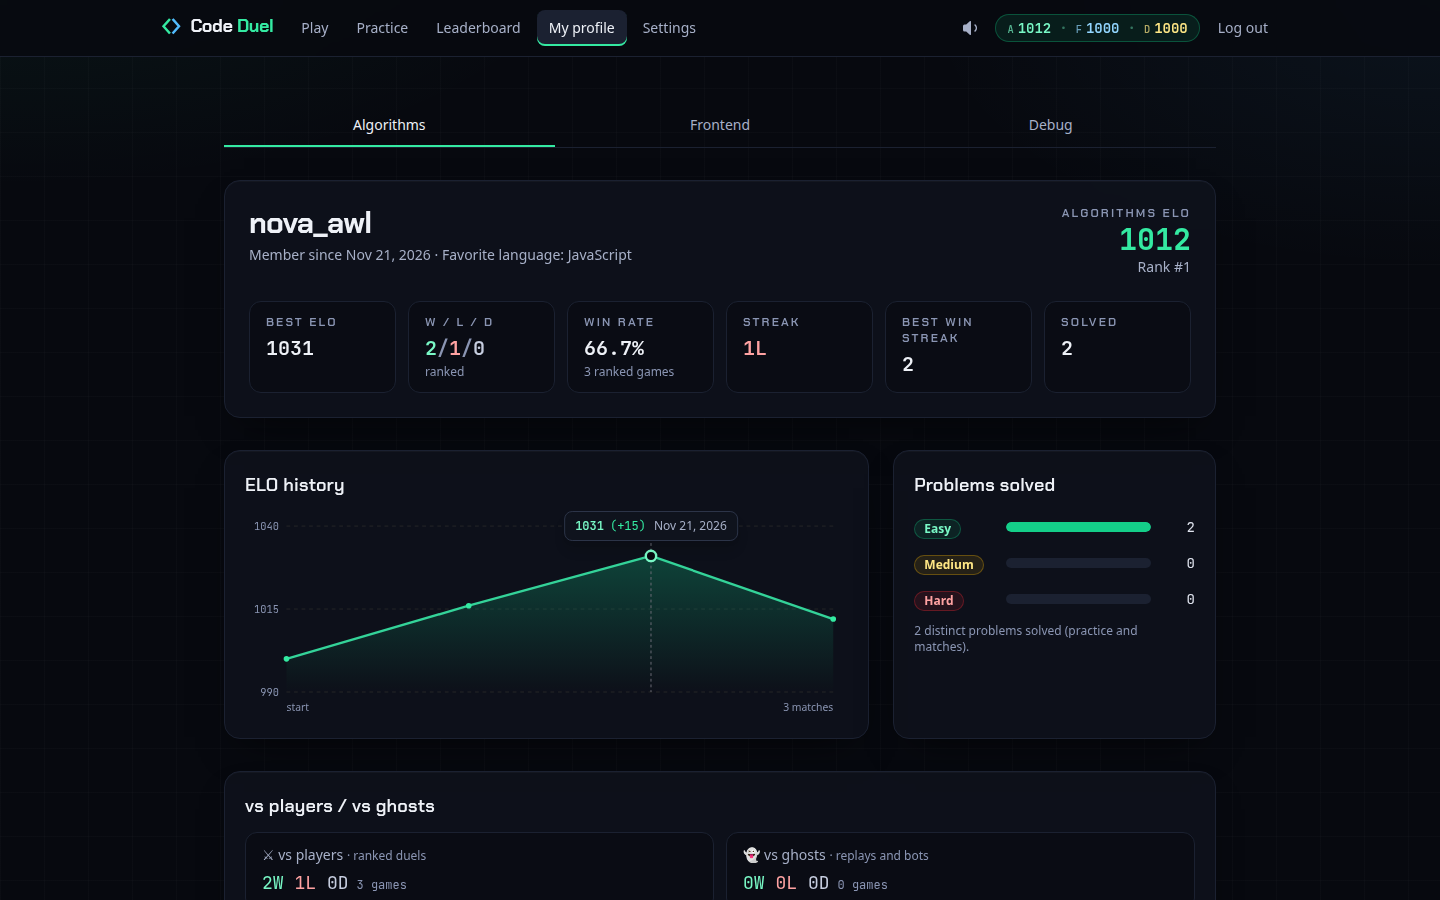 Code Duel
Play
Practice
Leaderboard
My profile
Settings
A 1012 · F 1000 · D 1000
Log out
Algorithms
Frontend
Debug
nova_awl
Member since Nov 21, 2026 · Favorite language: JavaScript
ALGORITHMS ELO
1012
Rank #1
BEST ELO
1031
W / L / D
2/1/0
ranked
WIN RATE
66.7%
3 ranked games
STREAK
1L
BEST WIN
STREAK
2
SOLVED
2
ELO history
1031 (+15) Nov 21, 2026
1040
1015
990
start
3 matches
Problems solved
Easy
2
Medium
0
Hard
0
2 distinct problems solved (practice and
matches).
vs players / vs ghosts
⚔ vs players · ranked duels
2W 1L 0D 3 games
👻 vs ghosts · replays and bots
0W 0L 0D 0 games